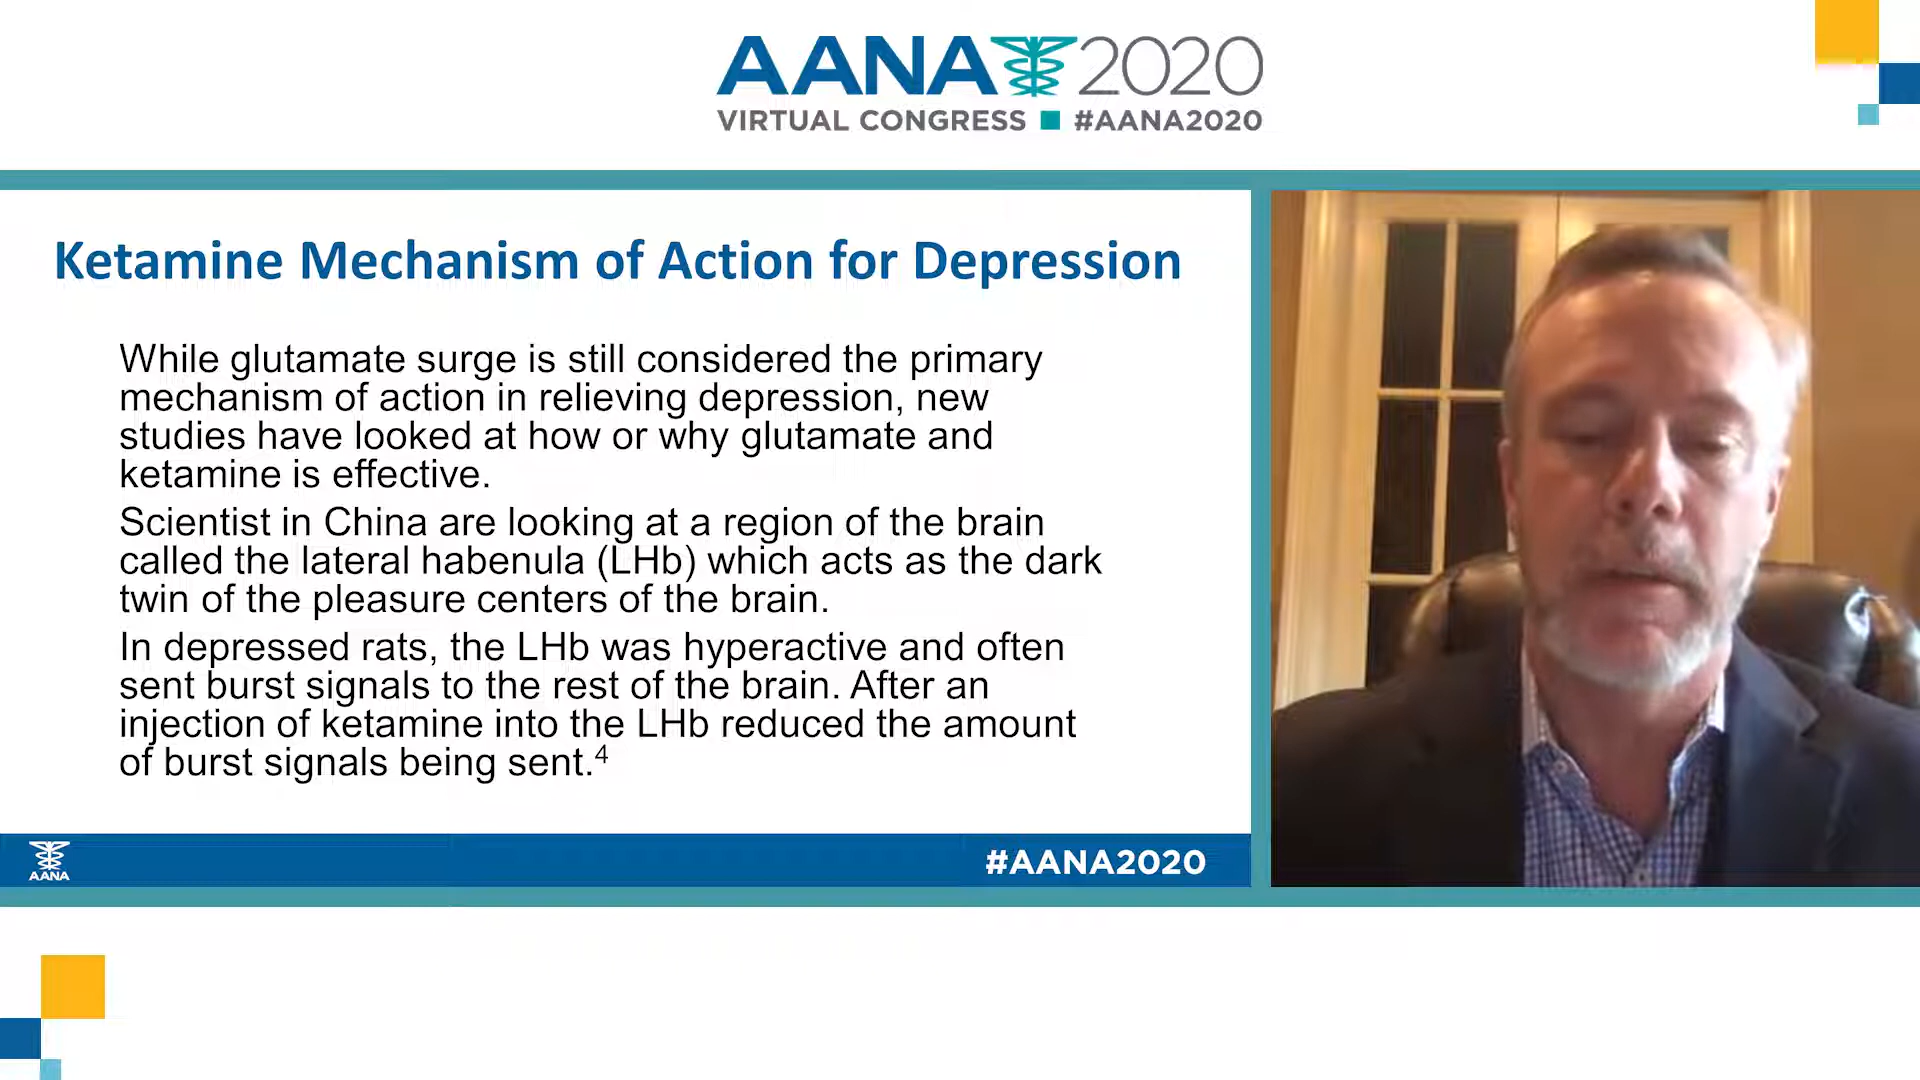 AANA 2020
VIRTUAL CONGRESS #AANA2020
Ketamine Mechanism of Action for Depression
While glutamate surge is still considered the primary
mechanism of action in relieving depression, new
studies have looked at how or why glutamate and
ketamine is effective.
Scientist in China are looking at a region of the brain
called the lateral habenula (LHb) which acts as the dark
twin of the pleasure centers of the brain.
In depressed rats, the LHb was hyperactive and often
sent burst signals to the rest of the brain. After an
injection of ketamine into the LHb reduced the amount
of burst signals being sent.⁴
AANA
#AANA2020